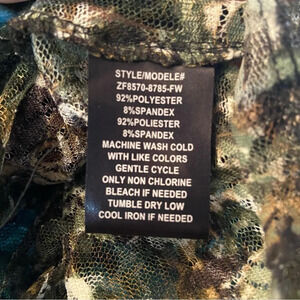 STYLE/MODELE#
ZF8570-8785-FW
92%POLYESTER
8%SPANDEX
92%POLIESTER
8%SPANDEX
MACHINE WASH COLD
WITH LIKE COLORS
GENTLE CYCLE
ONLY NON CHLORINE
BLEACH IF NEEDED
TUMBLE DRY LOW
COOL IRON IF NEEDED